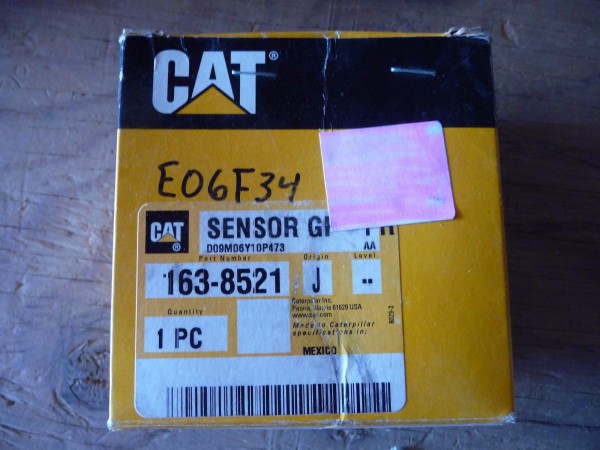 CAT®
E06F34
CAT®
SENSOR GP
D09M06Y10P473
AA
Part Number
Origin
Level
163-8521
J
--
Quantity
1 PC
Caterpillar Inc.
Peoria, Illinois 61629 USA
www.cat.com
Made to Caterpillar
specifications in:
MEXICO